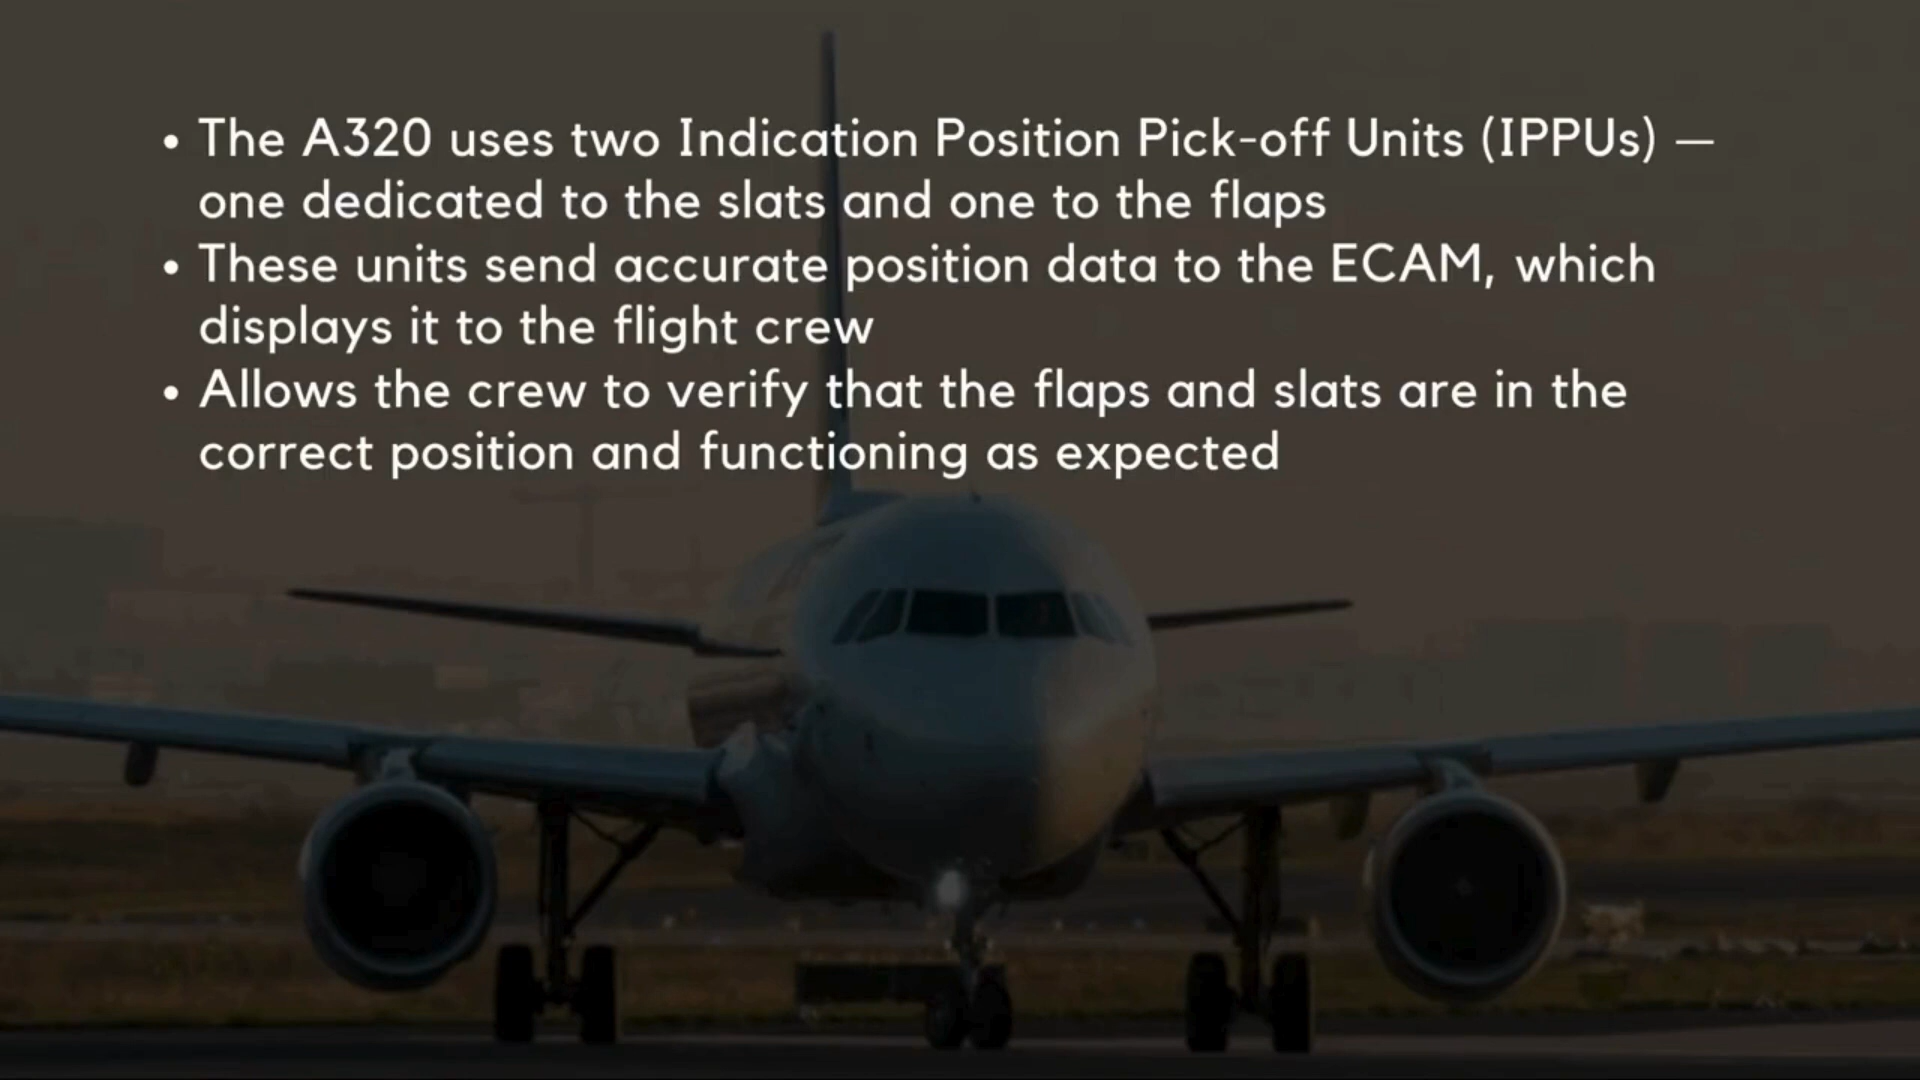 • The A320 uses two Indication Position Pick-off Units (IPPUs) —
one dedicated to the slats and one to the flaps
• These units send accurate position data to the ECAM, which
displays it to the flight crew
• Allows the crew to verify that the flaps and slats are in the
correct position and functioning as expected